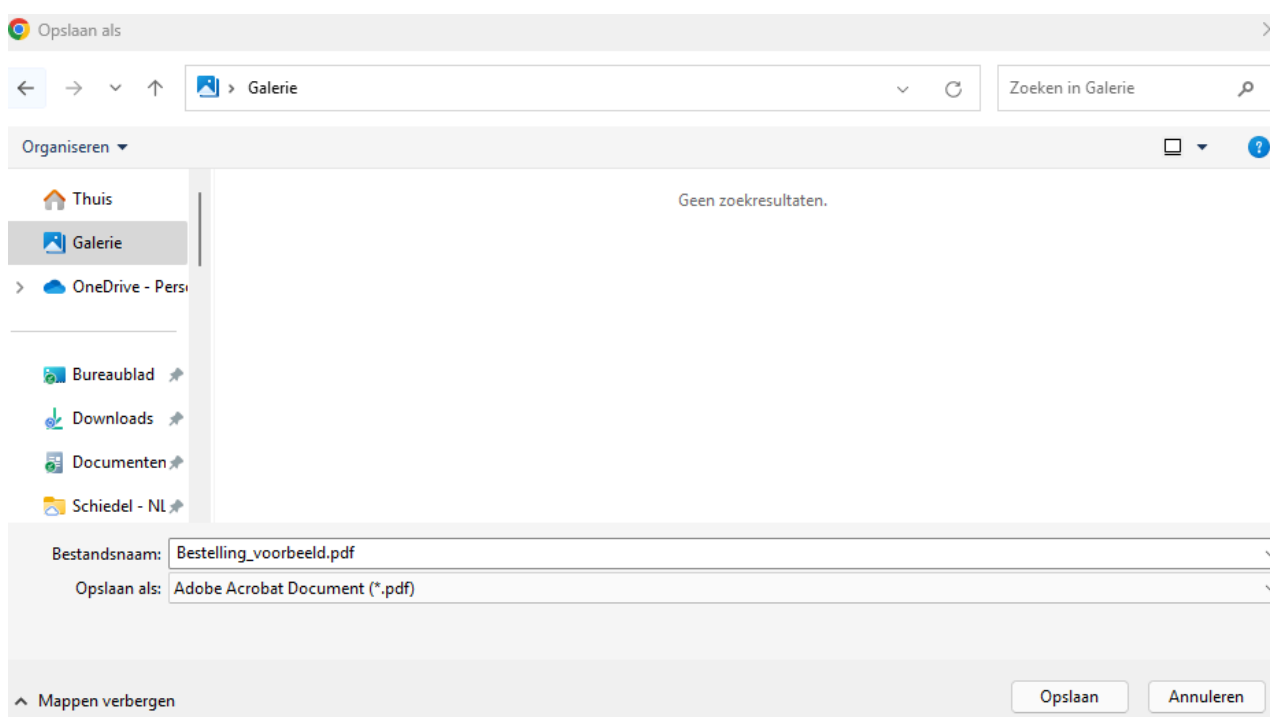 Opslaan als
Galerie
Zoeken in Galerie
Organiseren
Geen zoekresultaten.
Thuis
Galerie
OneDrive - Pers
Bureaublad
Downloads
Documenten
Schiedel - NL
Bestandsnaam: Bestelling_voorbeeld.pdf
Opslaan als: Adobe Acrobat Document (*.pdf)
Mappen verbergen
Opslaan Annuleren